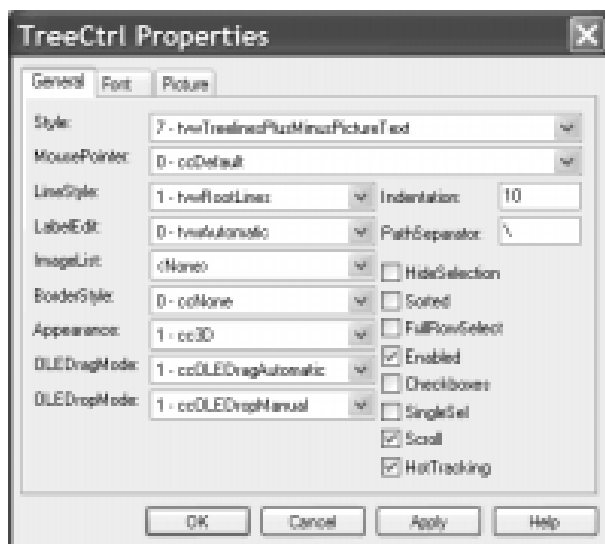 TreeCtrl Properties
General Font Picture
Style: 7 - tvwTreelinesPlusMinusPictureText
MousePointer: 0 - ccDefault
LineStyle: 1 - tvwRootLines Indentation: 10
LabelEdit: 0 - tvwAutomatic PathSeparator: \
ImageList: <None>
HideSelection
BorderStyle: 0 - ccNone
Sorted
Appearance: 1 - cc3D
FullRowSelect
OLEDragMode: 1 - ccOLEDragAutomatic
Enabled
Checkboxes
OLEDropMode: 1 - ccOLEDropManual
SingleSel
Scroll
HotTracking
OK Cancel Apply Help